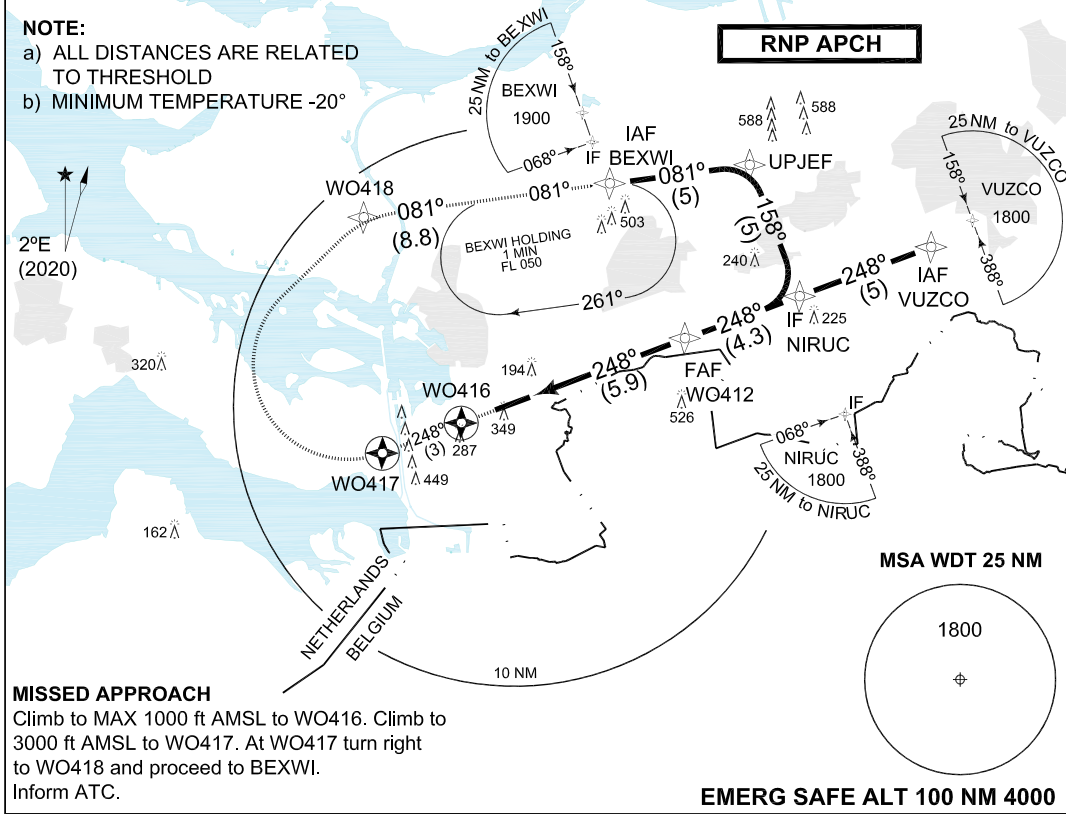 NOTE:
a) ALL DISTANCES ARE RELATED
TO THRESHOLD
b) MINIMUM TEMPERATURE -20°
RNP APCH
25 NM to BEXWI
158°
BEXWI
1900
068°
IF
IAF
BEXWI
588
588
UPJEF
25 NM to VUZCO
158°
VUZCO
1800
388°
WO418
081°
(8.8)
081°
081°
(5)
503
158°
(5)
2°E
(2020)
BEXWI HOLDING
1 MIN
FL 050
261°
240
248°
(5)
IAF
VUZCO
IF
NIRUC
225
248°
(4.3)
320
194
248°
(5.9)
FAF
WO412
526
WO416
349
248°
(3)
287
WO417
449
IF
068°
388°
NIRUC
1800
25 NM to NIRUC
162
NETHERLANDS
BELGIUM
10 NM
MSA WDT 25 NM
1800
MISSED APPROACH
Climb to MAX 1000 ft AMSL to WO416. Climb to
3000 ft AMSL to WO417. At WO417 turn right
to WO418 and proceed to BEXWI.
Inform ATC.
EMERG SAFE ALT 100 NM 4000